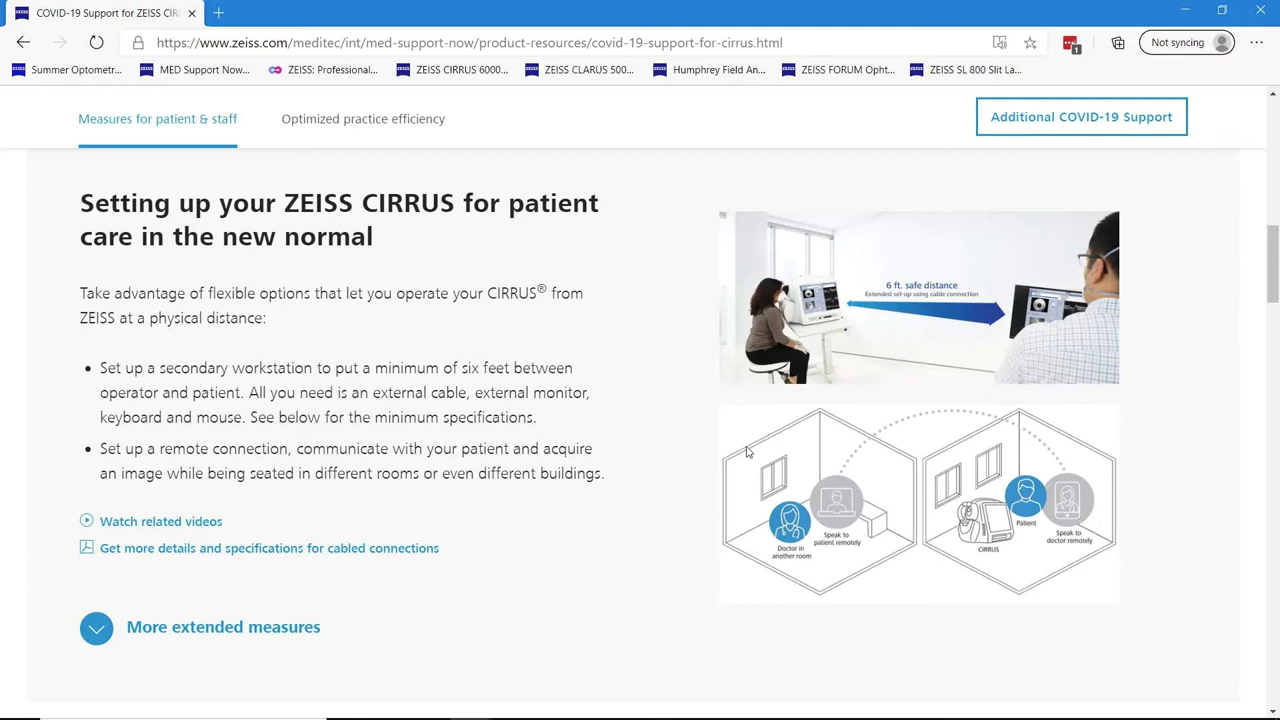 COVID-19 Support for ZEISS CIR
https://www.zeiss.com/meditec/int/med-support-now/product-resources/covid-19-support-for-cirrus.html
1
Not syncing
Summer Optometr...
MED Support Now...
ZEISS: Professional...
ZEISS CIRRUS 6000...
ZEISS CLARUS 500...
Humphrey Field An...
ZEISS FORUM Opht...
ZEISS SL 800 Slit La...
Measures for patient & staff
Optimized practice efficiency
Additional COVID-19 Support
Setting up your ZEISS CIRRUS for patient
care in the new normal
Take advantage of flexible options that let you operate your CIRRUS® from
ZEISS at a physical distance:
• Set up a secondary workstation to put a minimum of six feet between
operator and patient. All you need is an external cable, external monitor,
keyboard and mouse. See below for the minimum specifications.
• Set up a remote connection, communicate with your patient and acquire
an image while being seated in different rooms or even different buildings.
Watch related videos
Get more details and specifications for cabled connections
More extended measures
6 ft. safe distance
Extended set-up using cable connection
Doctor in
another room
Speak to
patient remotely
CIRRUS
Patient
Speak to
doctor remotely